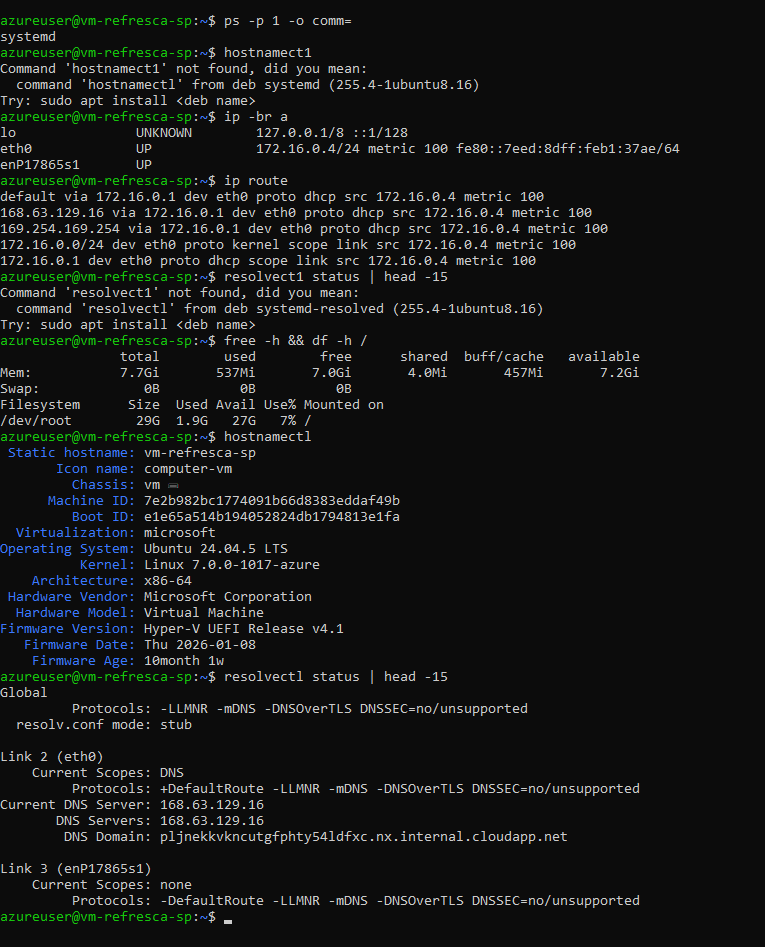 azureuser@vm-refresca-sp:~$ ps -p 1 -o comm=
systemd
azureuser@vm-refresca-sp:~$ hostnamect1
Command 'hostnamect1' not found, did you mean:
  command 'hostnamectl' from deb systemd (255.4-1ubuntu8.16)
Try: sudo apt install <deb name>
azureuser@vm-refresca-sp:~$ ip -br a
lo               UNKNOWN        127.0.0.1/8 ::1/128
eth0             UP             172.16.0.4/24 metric 100 fe80::7eed:8dff:feb1:37ae/64
enP17865s1       UP
azureuser@vm-refresca-sp:~$ ip route
default via 172.16.0.1 dev eth0 proto dhcp src 172.16.0.4 metric 100
168.63.129.16 via 172.16.0.1 dev eth0 proto dhcp src 172.16.0.4 metric 100
169.254.169.254 via 172.16.0.1 dev eth0 proto dhcp src 172.16.0.4 metric 100
172.16.0.0/24 dev eth0 proto kernel scope link src 172.16.0.4 metric 100
172.16.0.1 dev eth0 proto dhcp scope link src 172.16.0.4 metric 100
azureuser@vm-refresca-sp:~$ resolvect1 status | head -15
Command 'resolvect1' not found, did you mean:
  command 'resolvectl' from deb systemd-resolved (255.4-1ubuntu8.16)
Try: sudo apt install <deb name>
azureuser@vm-refresca-sp:~$ free -h && df -h /
               total        used        free      shared  buff/cache   available
Mem:           7.7Gi       537Mi       7.0Gi       4.0Mi       457Mi       7.2Gi
Swap:             0B          0B          0B
Filesystem      Size  Used Avail Use% Mounted on
/dev/root        29G  1.9G   27G   7% /
azureuser@vm-refresca-sp:~$ hostnamectl
 Static hostname: vm-refresca-sp
       Icon name: computer-vm
         Chassis: vm
      Machine ID: 7e2b982bc1774091b66d8383eddaf49b
         Boot ID: e1e65a514b194052824db1794813e1fa
  Virtualization: microsoft
Operating System: Ubuntu 24.04.5 LTS
          Kernel: Linux 7.0.0-1017-azure
    Architecture: x86-64
 Hardware Vendor: Microsoft Corporation
  Hardware Model: Virtual Machine
Firmware Version: Hyper-V UEFI Release v4.1
   Firmware Date: Thu 2026-01-08
    Firmware Age: 10month 1w
azureuser@vm-refresca-sp:~$ resolvectl status | head -15
Global
         Protocols: -LLMNR -mDNS -DNSOverTLS DNSSEC=no/unsupported
  resolv.conf mode: stub

Link 2 (eth0)
    Current Scopes: DNS
         Protocols: +DefaultRoute -LLMNR -mDNS -DNSOverTLS DNSSEC=no/unsupported
Current DNS Server: 168.63.129.16
       DNS Servers: 168.63.129.16
        DNS Domain: pljnekkvkncutgfphty54ldfxc.nx.internal.cloudapp.net

Link 3 (enP17865s1)
    Current Scopes: none
         Protocols: -DefaultRoute -LLMNR -mDNS -DNSOverTLS DNSSEC=no/unsupported
azureuser@vm-refresca-sp:~$